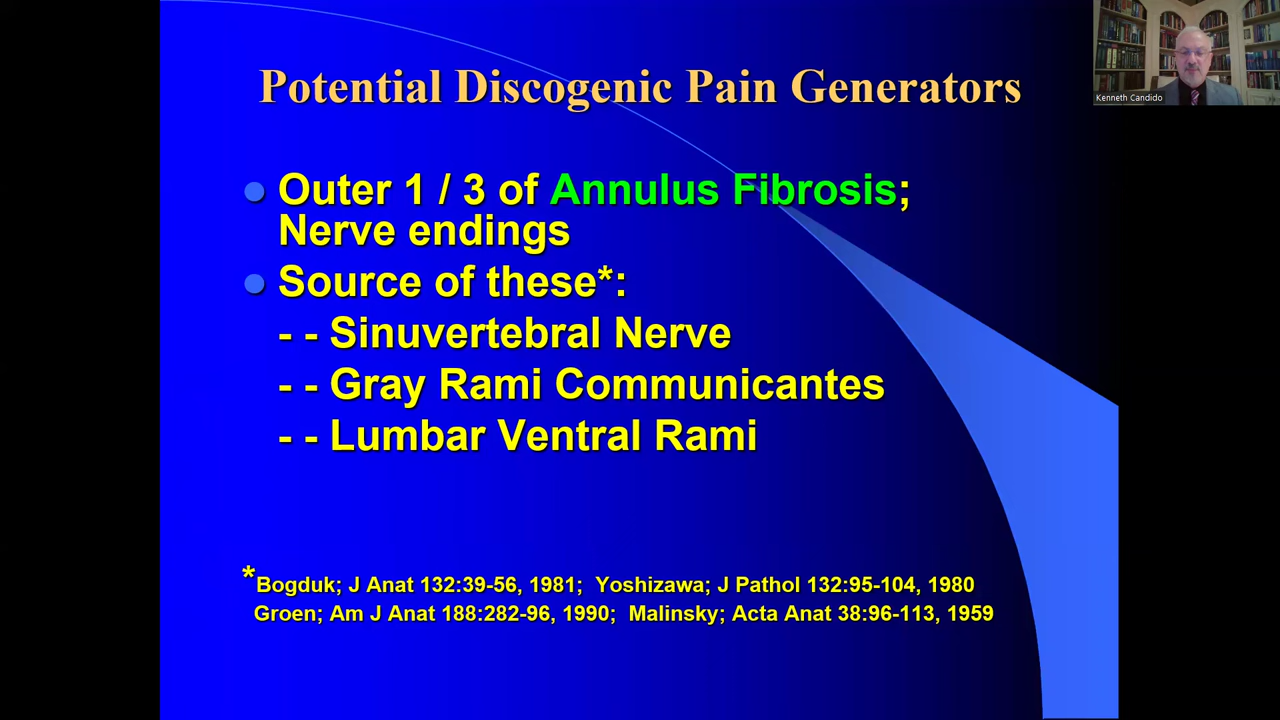 Potential Discogenic Pain Generators
Kenneth Candido
Outer 1 / 3 of Annulus Fibrosis;
Nerve endings
Source of these*:
- - Sinuvertebral Nerve
- - Gray Rami Communicantes
- - Lumbar Ventral Rami
*Bogduk; J Anat 132:39-56, 1981; Yoshizawa; J Pathol 132:95-104, 1980
Groen; Am J Anat 188:282-96, 1990; Malinsky; Acta Anat 38:96-113, 1959